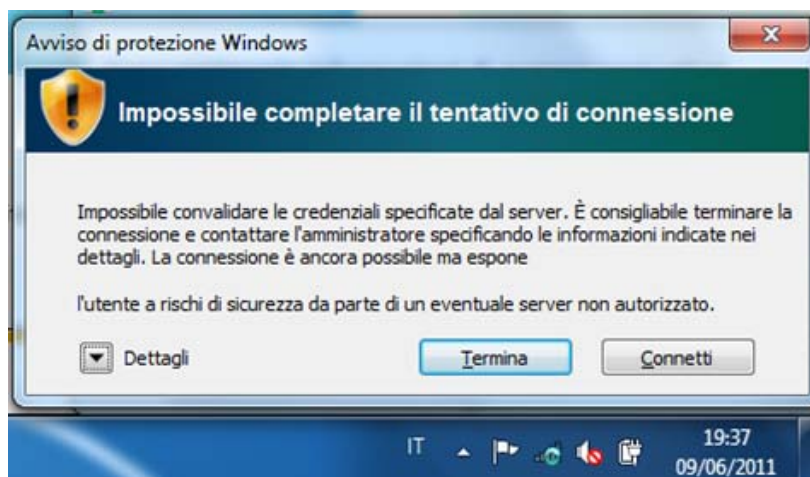 Avviso di protezione Windows
Impossibile completare il tentativo di connessione
Impossibile convalidare le credenziali specificate dal server. È consigliabile terminare la
connessione e contattare l'amministratore specificando le informazioni indicate nei
dettagli. La connessione è ancora possibile ma espone
l'utente a rischi di sicurezza da parte di un eventuale server non autorizzato.
Dettagli
Termina
Connetti
IT
19:37
09/06/2011